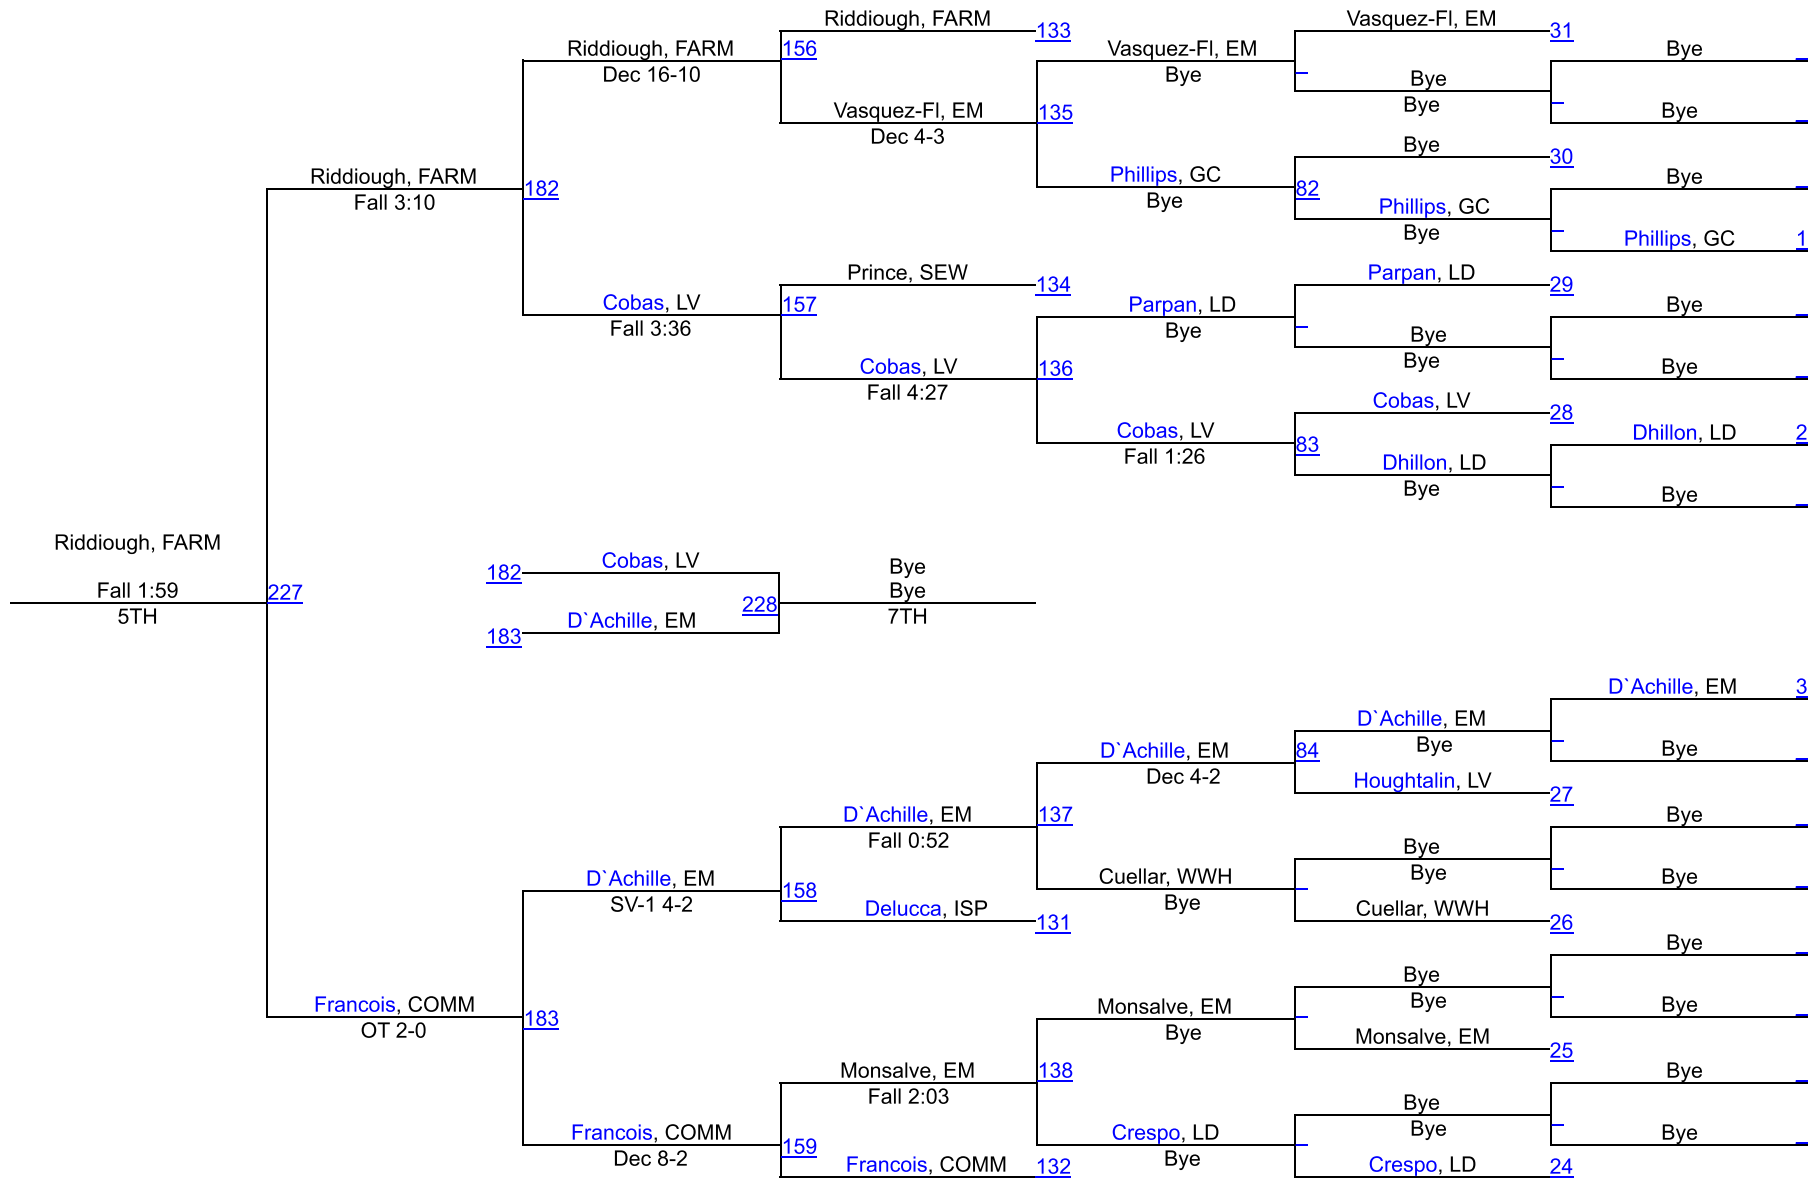 Riddiough, FARM
133
Vasquez-Fl, EM
31
Riddiough, FARM
156
Dec 16-10
Vasquez-Fl, EM
Bye
Bye
Bye
Bye
Vasquez-Fl, EM
135
Dec 4-3
Bye
Bye
30
Riddiough, FARM
182
Fall 3:10
Phillips, GC
82
Bye
Bye
Phillips, GC
Bye
Phillips, GC
1
Prince, SEW
134
Parpan, LD
29
Cobas, LV
157
Fall 3:36
Parpan, LD
Bye
Bye
Bye
Bye
Cobas, LV
136
Fall 4:27
Bye
Cobas, LV
28
Cobas, LV
83
Fall 1:26
Dhillon, LD
2
Dhillon, LD
Bye
Bye
Riddiough, FARM
Fall 1:59
227
5TH
182
Cobas, LV
Bye
228
Bye
183
D`Achille, EM
7TH
D`Achille, EM
3
D`Achille, EM
Bye
D`Achille, EM
84
Dec 4-2
Bye
Houghtalin, LV
27
D`Achille, EM
137
Fall 0:52
Bye
Bye
Bye
D`Achille, EM
158
SV-1 4-2
Cuellar, WWH
Bye
Bye
Delucca, ISP
131
Cuellar, WWH
26
Bye
Francois, COMM
183
OT 2-0
Monsalve, EM
Bye
Bye
Bye
Bye
Monsalve, EM
25
Monsalve, EM
138
Fall 2:03
Bye
Bye
Bye
Francois, COMM
159
Dec 8-2
Crespo, LD
Bye
Bye
Francois, COMM
132
Crespo, LD
24